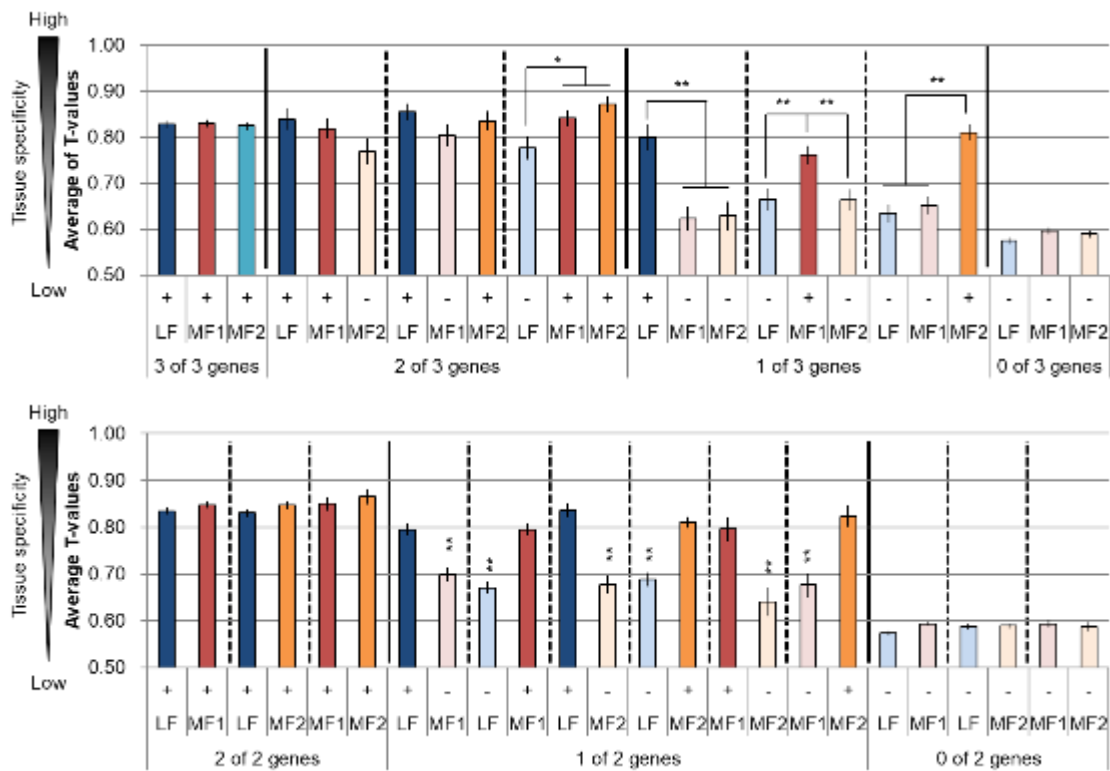 High
1.00
0.90
0.80
0.70
0.60
0.50
Low
Tissue specificity
Average of T-values
* ** ** ** **
+ + + + + - + - + - + + + - - - + - - - + - - -
LF MF1 MF2 LF MF1 MF2 LF MF1 MF2 LF MF1 MF2 LF MF1 MF2 LF MF1 MF2 LF MF1 MF2 LF MF1 MF2
3 of 3 genes 2 of 3 genes 1 of 3 genes 0 of 3 genes
High
1.00
0.90
0.80
0.70
0.60
0.50
Low
Tissue specificity
Average T-values
** ** ** ** ** **
+ + + + + + + - - + + - - + + - - + - - - - - -
LF MF1 LF MF2 MF1 MF2 LF MF1 LF MF1 LF MF2 LF MF2 MF1 MF2 MF1 MF2 LF MF1 LF MF2 MF1 MF2
2 of 2 genes 1 of 2 genes 0 of 2 genes